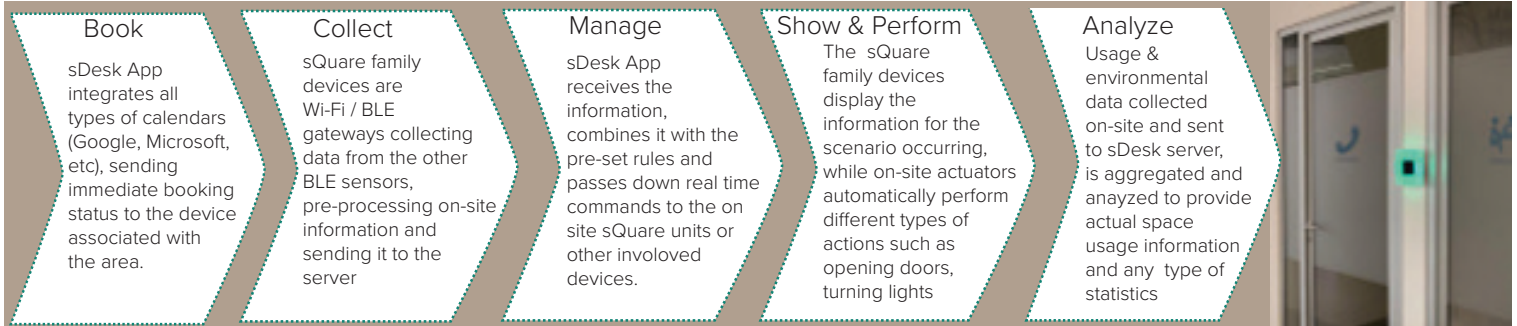 Book
sDesk App
integrates all
types of calendars
(Google, Microsoft,
etc), sending
immediate booking
status to the device
associated with
the area.
Collect
sQuare family
devices are
Wi-Fi / BLE
gateways collecting
data from the other
BLE sensors,
pre-processing on-site
information and
sending it to the
server
Manage
sDesk App
receives the
information,
combines it with the
pre-set rules and
passes down real time
commands to the on
site sQuare units or
other involoved
devices.
Show & Perform
The sQuare
family devices
display the
information for the
scenario occurring,
while on-site actuators
automatically perform
different types of
actions such as
opening doors,
turning lights
Analyze
Usage &
environmental
data collected
on-site and sent
to sDesk server,
is aggregated and
anayzed to provide
actual space
usage information
and any type of
statistics